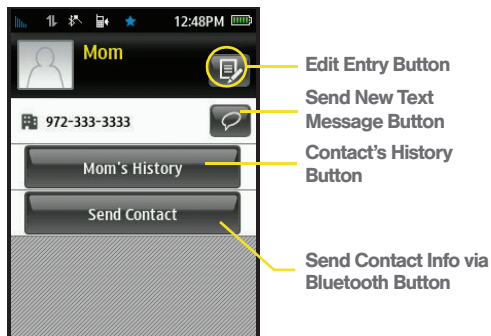 12:48PM
Mom
Edit Entry Button
Send New Text
Message Button
972-333-3333
Contact's History
Button
Mom's History
Send Contact
Send Contact Info via
Bluetooth Button